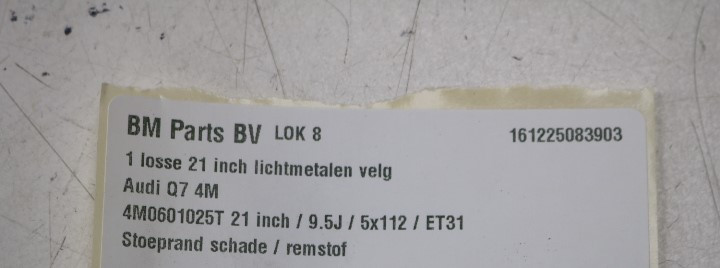 BM Parts BV LOK 8 161225083903
1 losse 21 inch lichtmetalen velg
Audi Q7 4M
4M0601025T 21 inch / 9.5J / 5x112 / ET31
Stoeprand schade / remstof